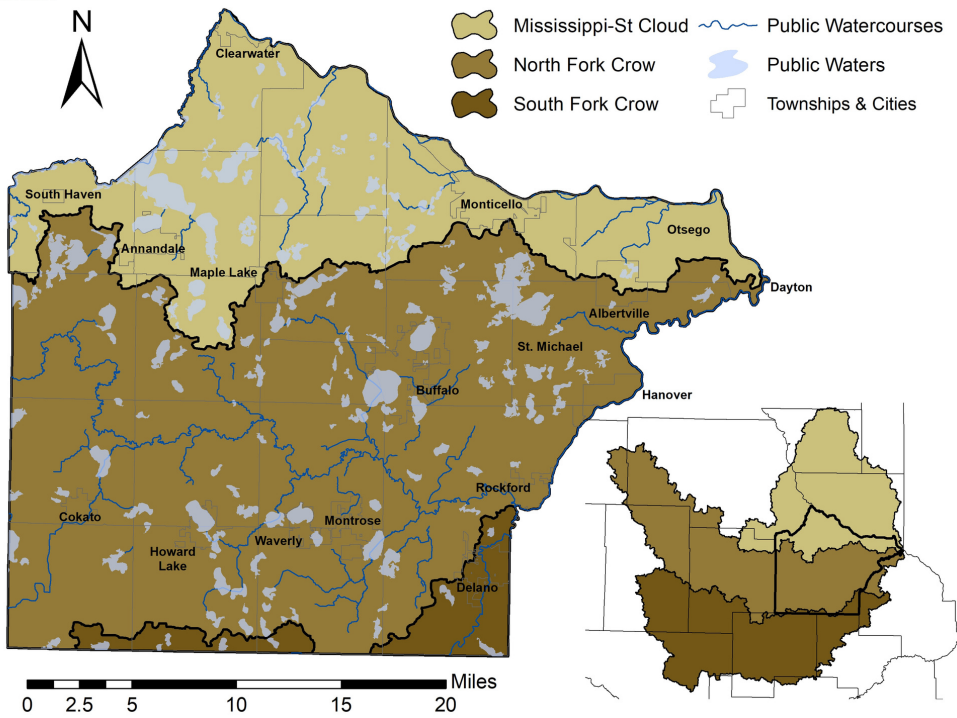 N
Mississippi-St Cloud
North Fork Crow
South Fork Crow
Public Watercourses
Public Waters
Townships & Cities
Clearwater
South Haven
Monticello
Otsego
Annandale
Maple Lake
Dayton
Albertville
St. Michael
Buffalo
Hanover
Rockford
Cokato
Montrose
Waverly
Howard
Lake
Delano
Miles
0 2.5 5 10 15 20